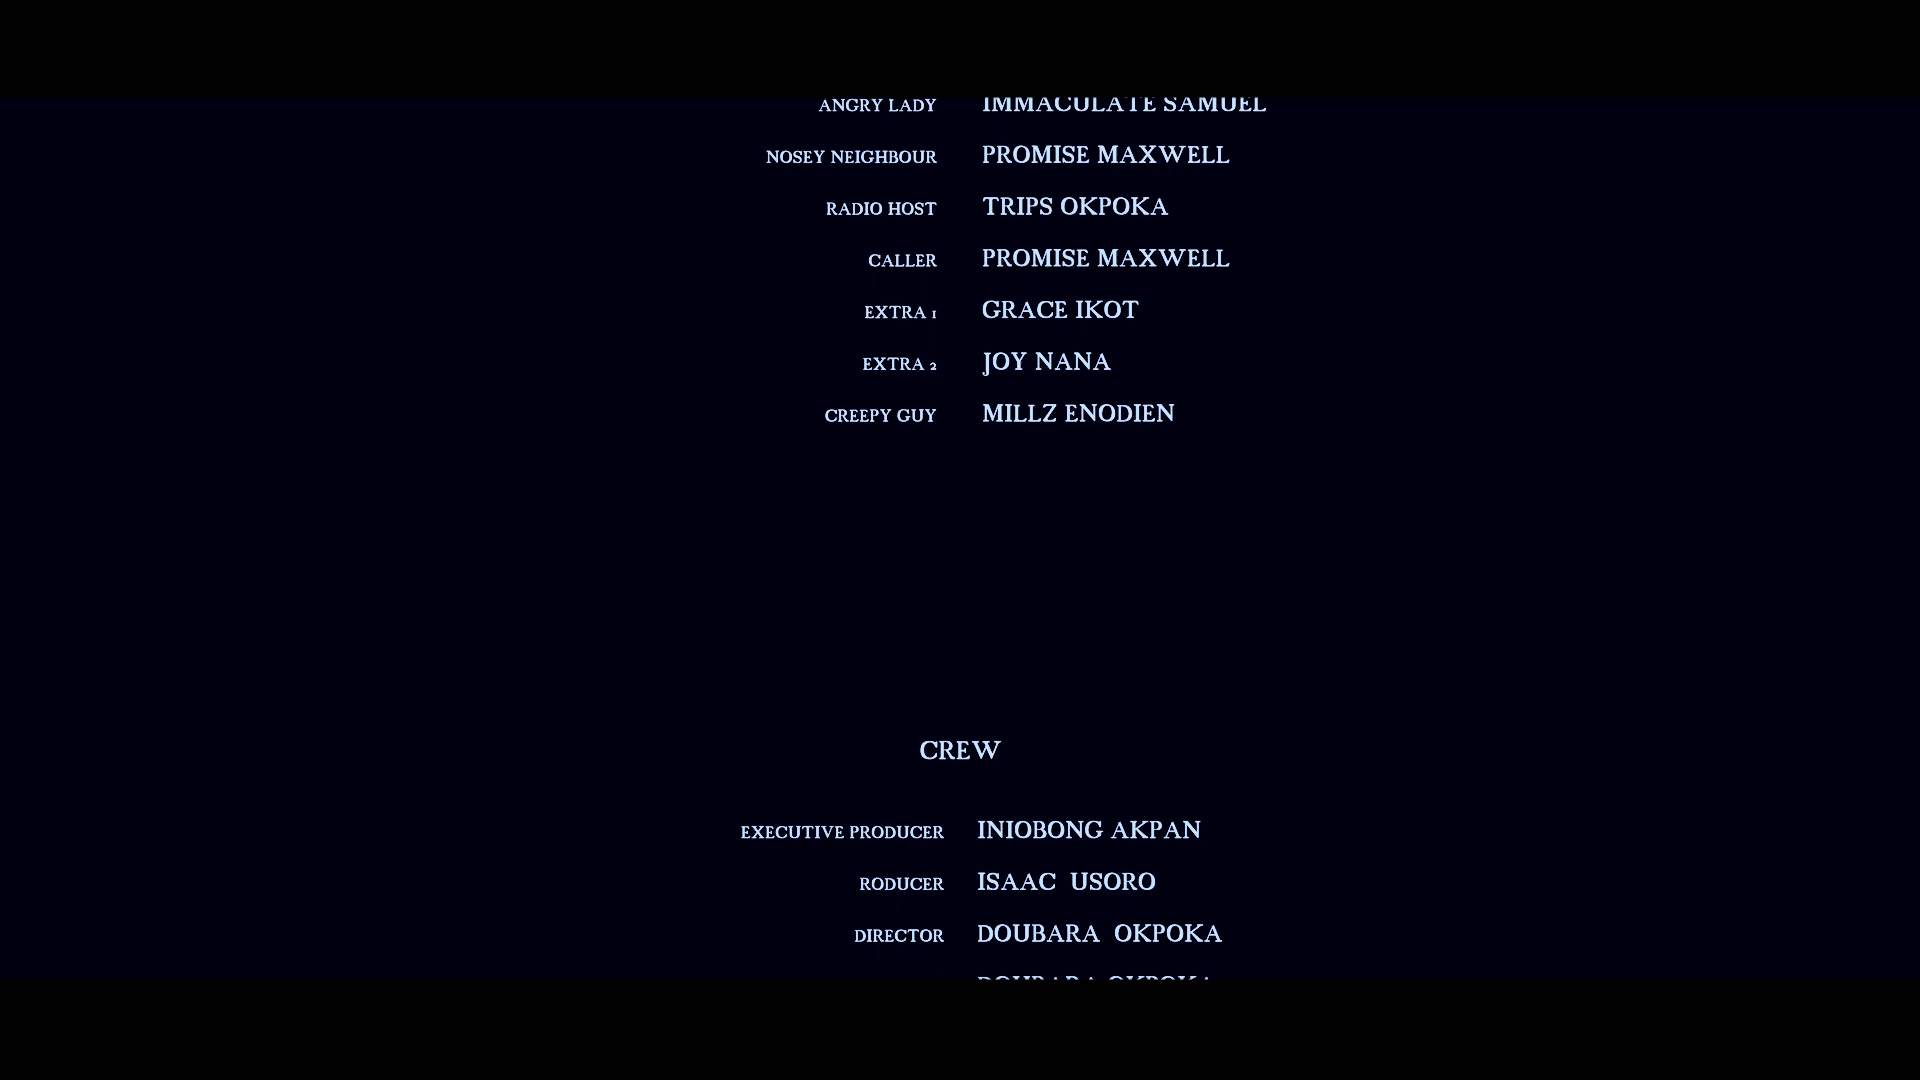 ANGRY LADY IMMACULATE SAMUEL
NOSEY NEIGHBOUR PROMISE MAXWELL
RADIO HOST TRIPS OKPOKA
CALLER PROMISE MAXWELL
EXTRA 1 GRACE IKOT
EXTRA 2 JOY NANA
CREEPY GUY MILLZ ENODIEN
CREW
EXECUTIVE PRODUCER INIOBONG AKPAN
RODUCER ISAAC USORO
DIRECTOR DOUBARA OKPOKA
DOUBARA OKPOKA